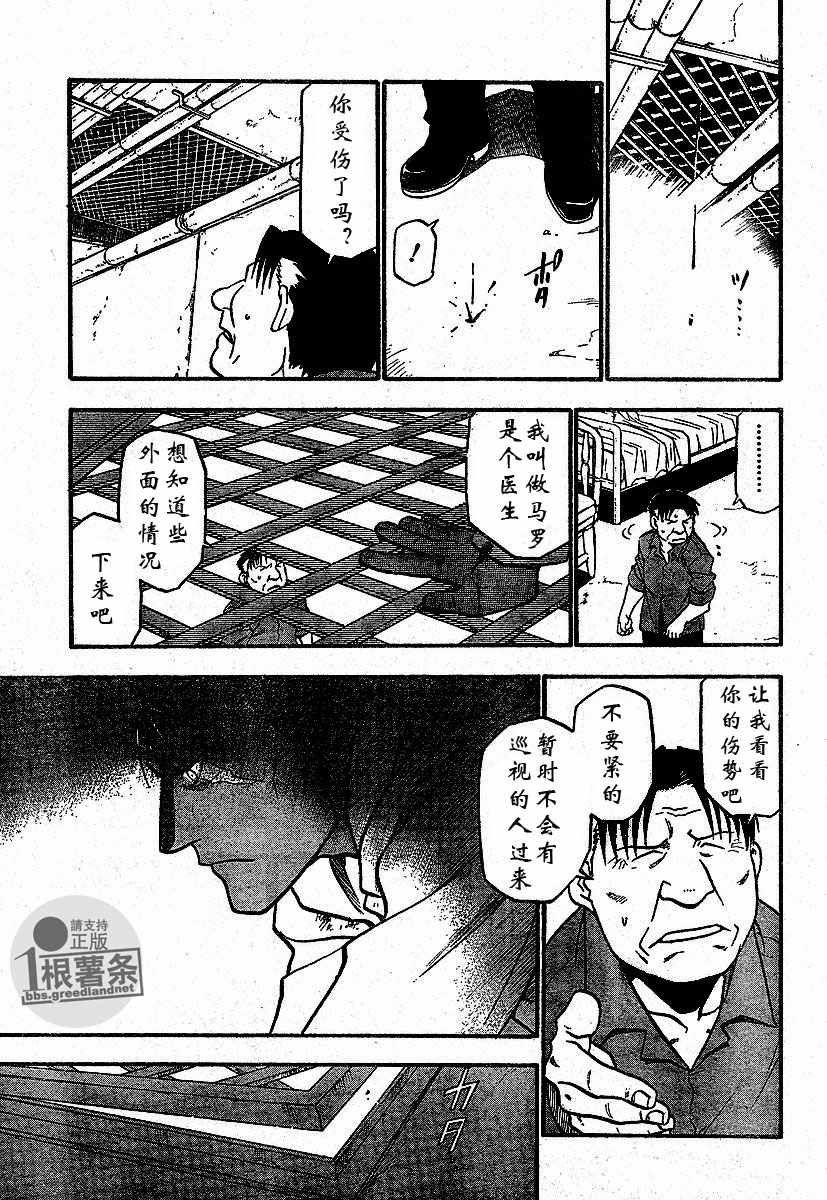 ツ
！
ポタ
你受伤了吗？
………
我叫做马罗
是个医生
想知道些
外面的情况
下来吧
让我看看
你的伤势吧
不要紧的
暂时不会有
巡视的人过来
請支持
正版
1根薯条
bbs.greedland.net
カタ